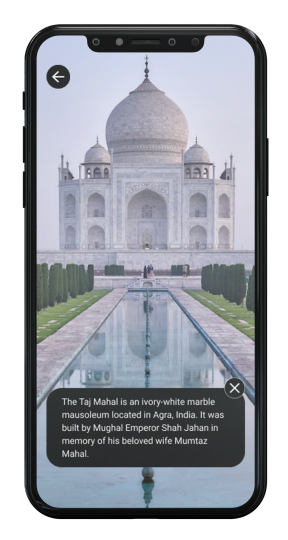 The Taj Mahal is an ivory-white marble
mausoleum located in Agra, India. It was
built by Mughal Emperor Shah Jahan in
memory of his beloved wife Mumtaz
Mahal.